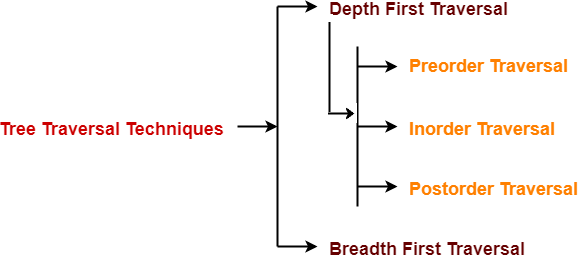 Depth First Traversal
Preorder Traversal
Tree Traversal Techniques
Inorder Traversal
Postorder Traversal
Breadth First Traversal